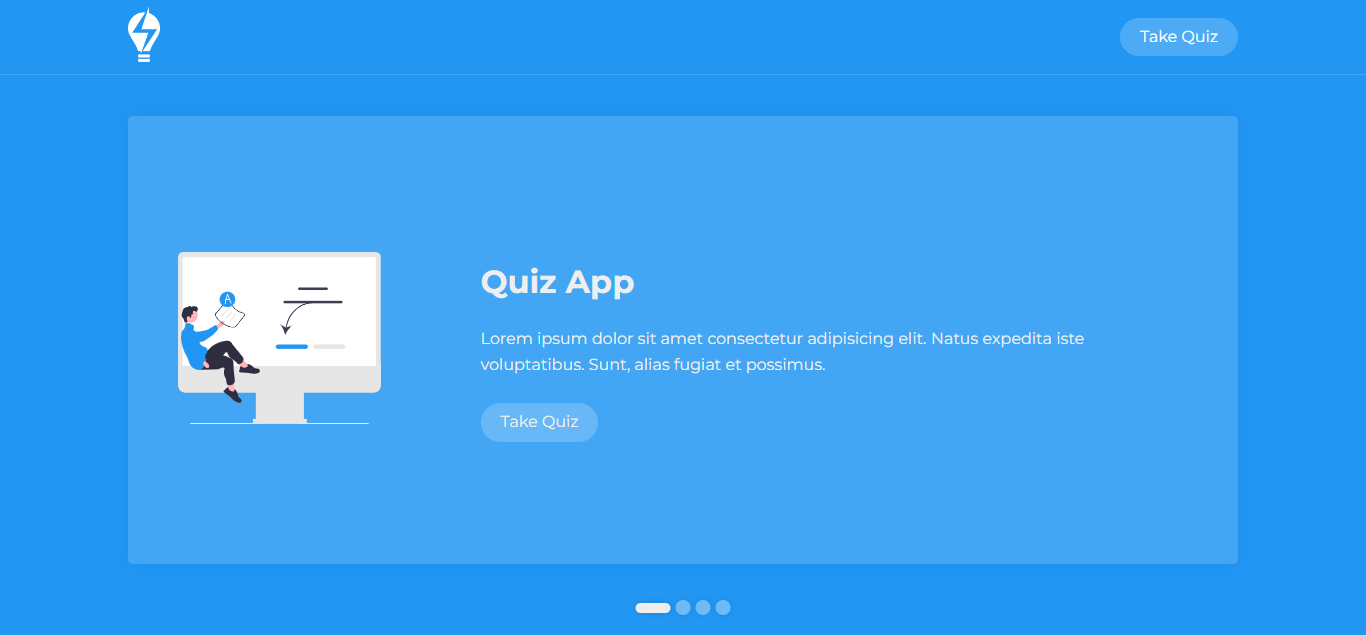 Take Quiz
Quiz App
A
Lorem ipsum dolor sit amet consectetur adipisicing elit. Natus expedita iste
voluptatibus. Sunt, alias fugiat et possimus.
Take Quiz